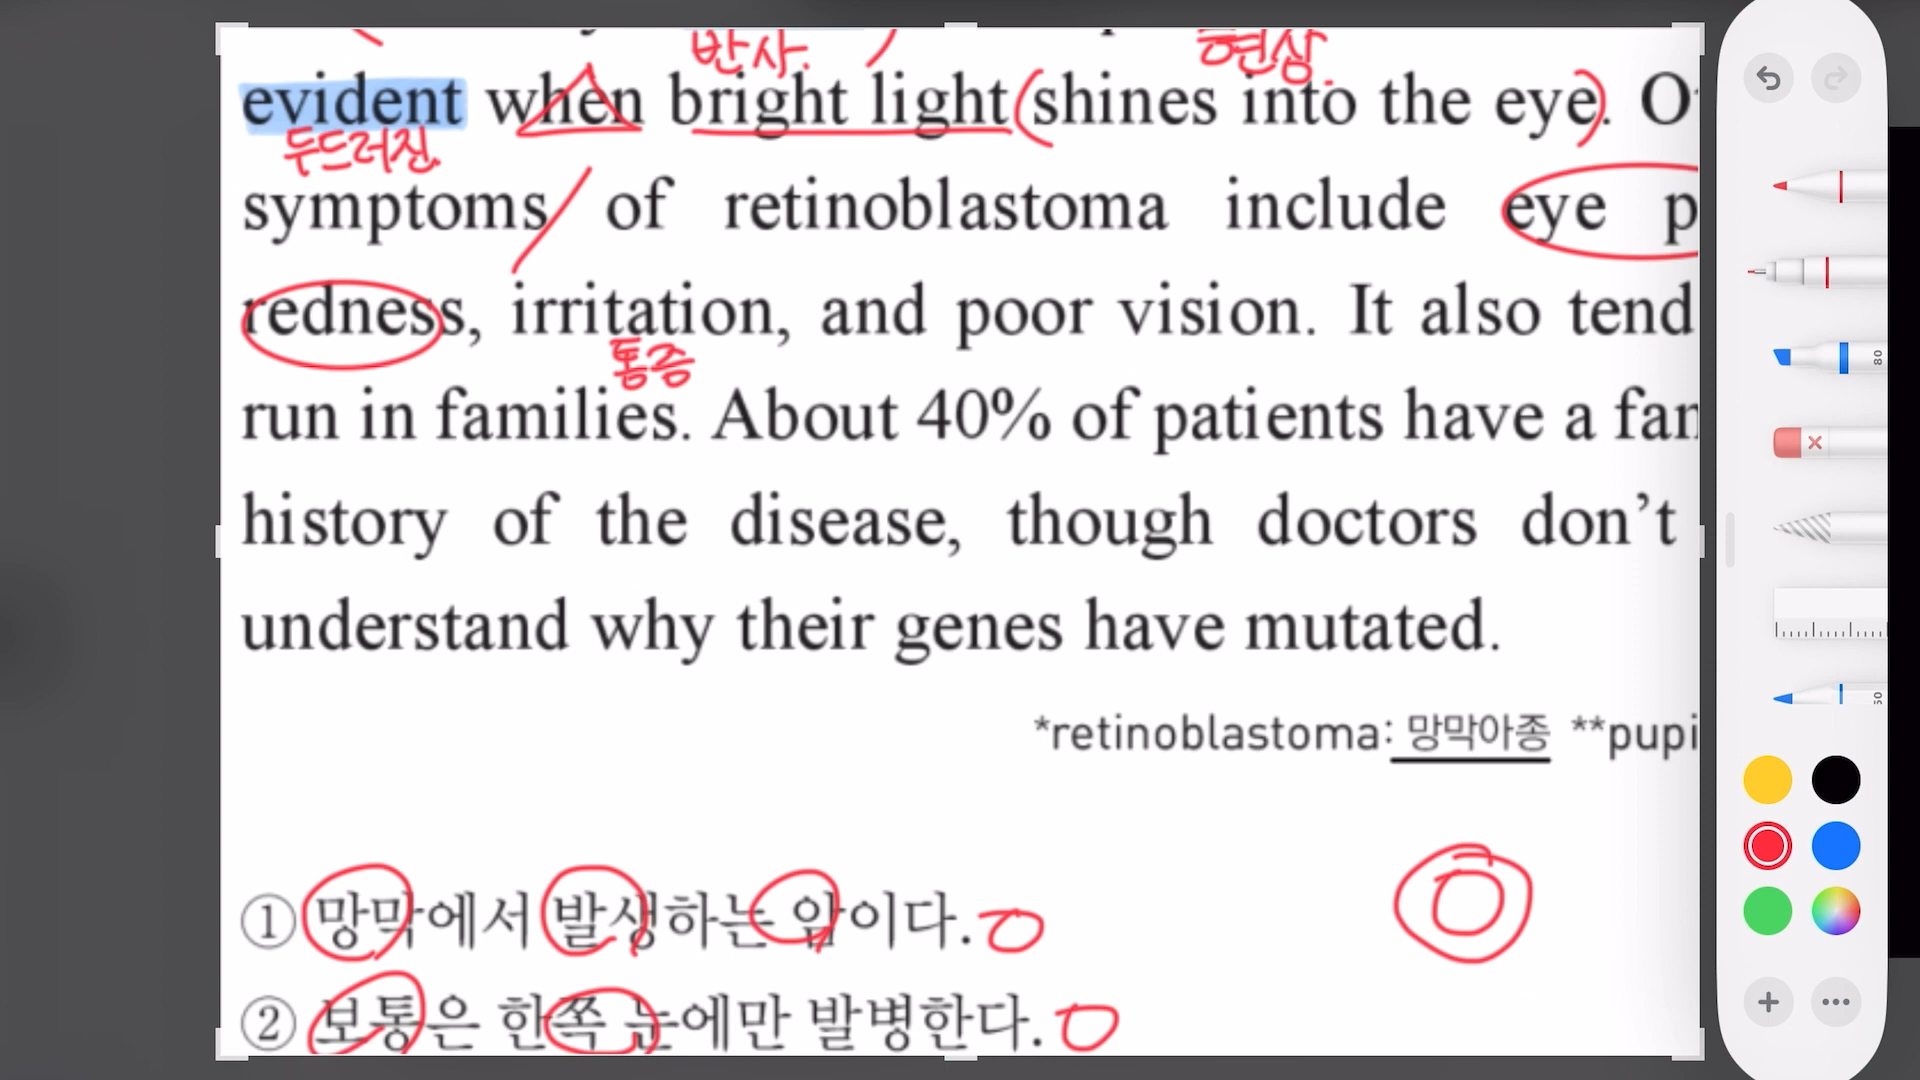 반사. 현상.
evident when bright light (shines into the eye).
두드러진.
symptoms / of retinoblastoma include eye
redness, irritation, and poor vision. It also tend
통증
run in families. About 40% of patients have a
history of the disease, though doctors don't
understand why their genes have mutated.
*retinoblastoma: 망막아종 **pupi
① 망막에서 발생하는 암이다.
② 보통은 한쪽 눈에만 발병한다.
80
50